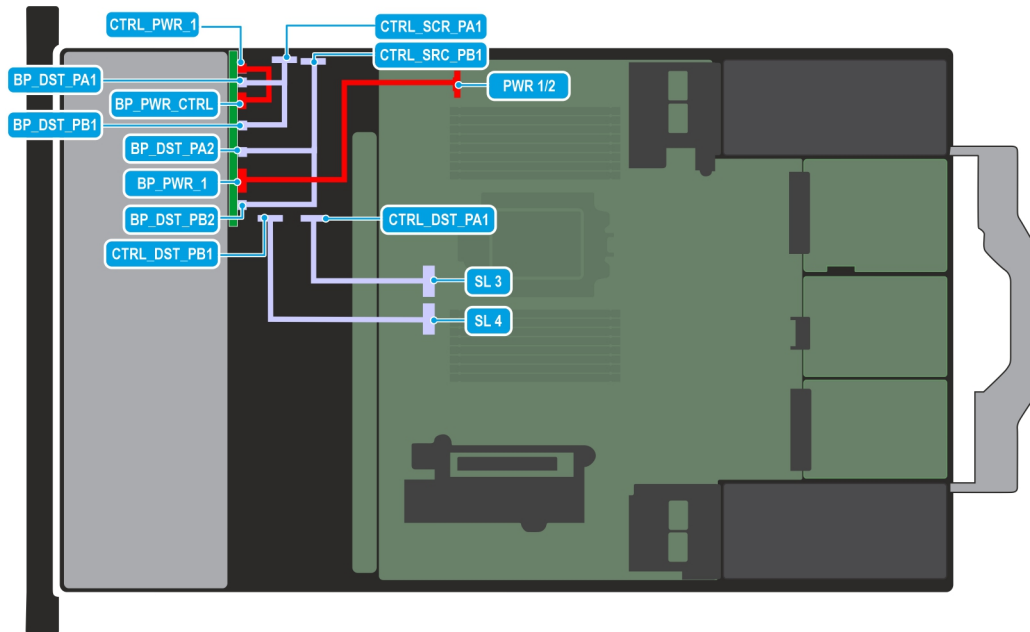 CTRL_PWR_1
CTRL_SCR_PA1
CTRL_SRC_PB1
BP_DST_PA1
PWR 1/2
BP_PWR_CTRL
BP_DST_PB1
BP_DST_PA2
BP_PWR_1
BP_DST_PB2
CTRL_DST_PA1
CTRL_DST_PB1
SL 3
SL 4